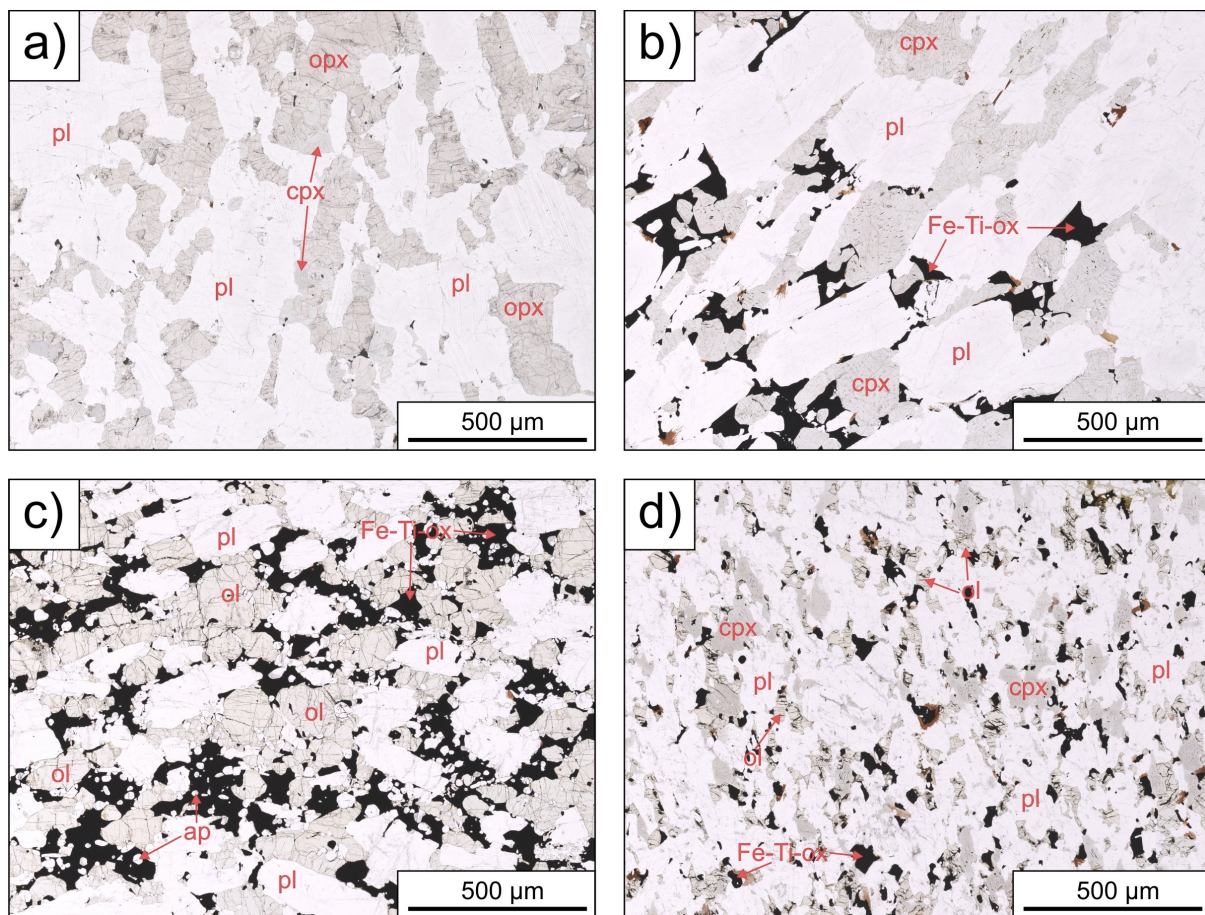 a)
opx
pl
cpx
pl
pl
opx
500 µm
b)
cpx
pl
Fe-Ti-ox
pl
cpx
500 µm
c)
Fe-Ti-ox
pl
ol
pl
ol
ol
ap
pl
500 µm
d)
ol
cpx
pl
cpx
pl
ol
pl
Fe-Ti-ox
500 µm